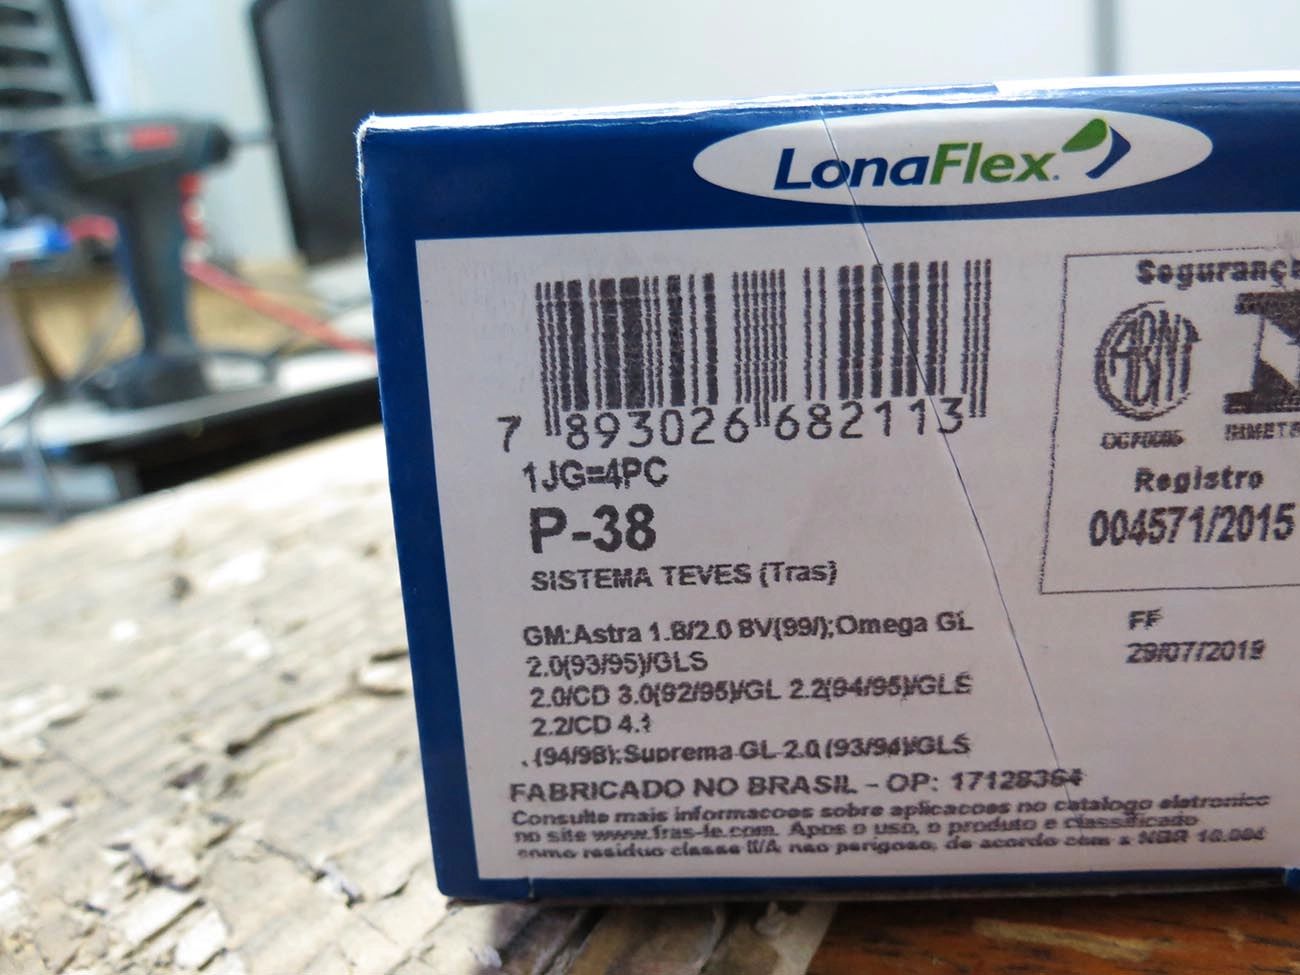 LonaFlex
7 893026 682113
1JG=4PC
P-38
SISTEMA TEVES (Tras)
GM:Astra 1.8/2.0 8V(99/);Omega GL
2.0(93/95)/GLS
2.0/CD 3.0(92/95)/GL 2.2(94/95)/GLS
2.2/CD 4.1
.(94/98);Suprema GL 2.0 (93/94)/GLS
FABRICADO NO BRASIL - OP: 17128364
Consulte mais informacoes sobre aplicacoes no catalogo eletronico
no site www.fras-le.com. Apos o uso, o produto e classificado
como residuo classe II/A nao perigoso, de acordo com a NBR 10.004
Seguranç
ABNT
Registro
004571/2015
FF
29/07/2019